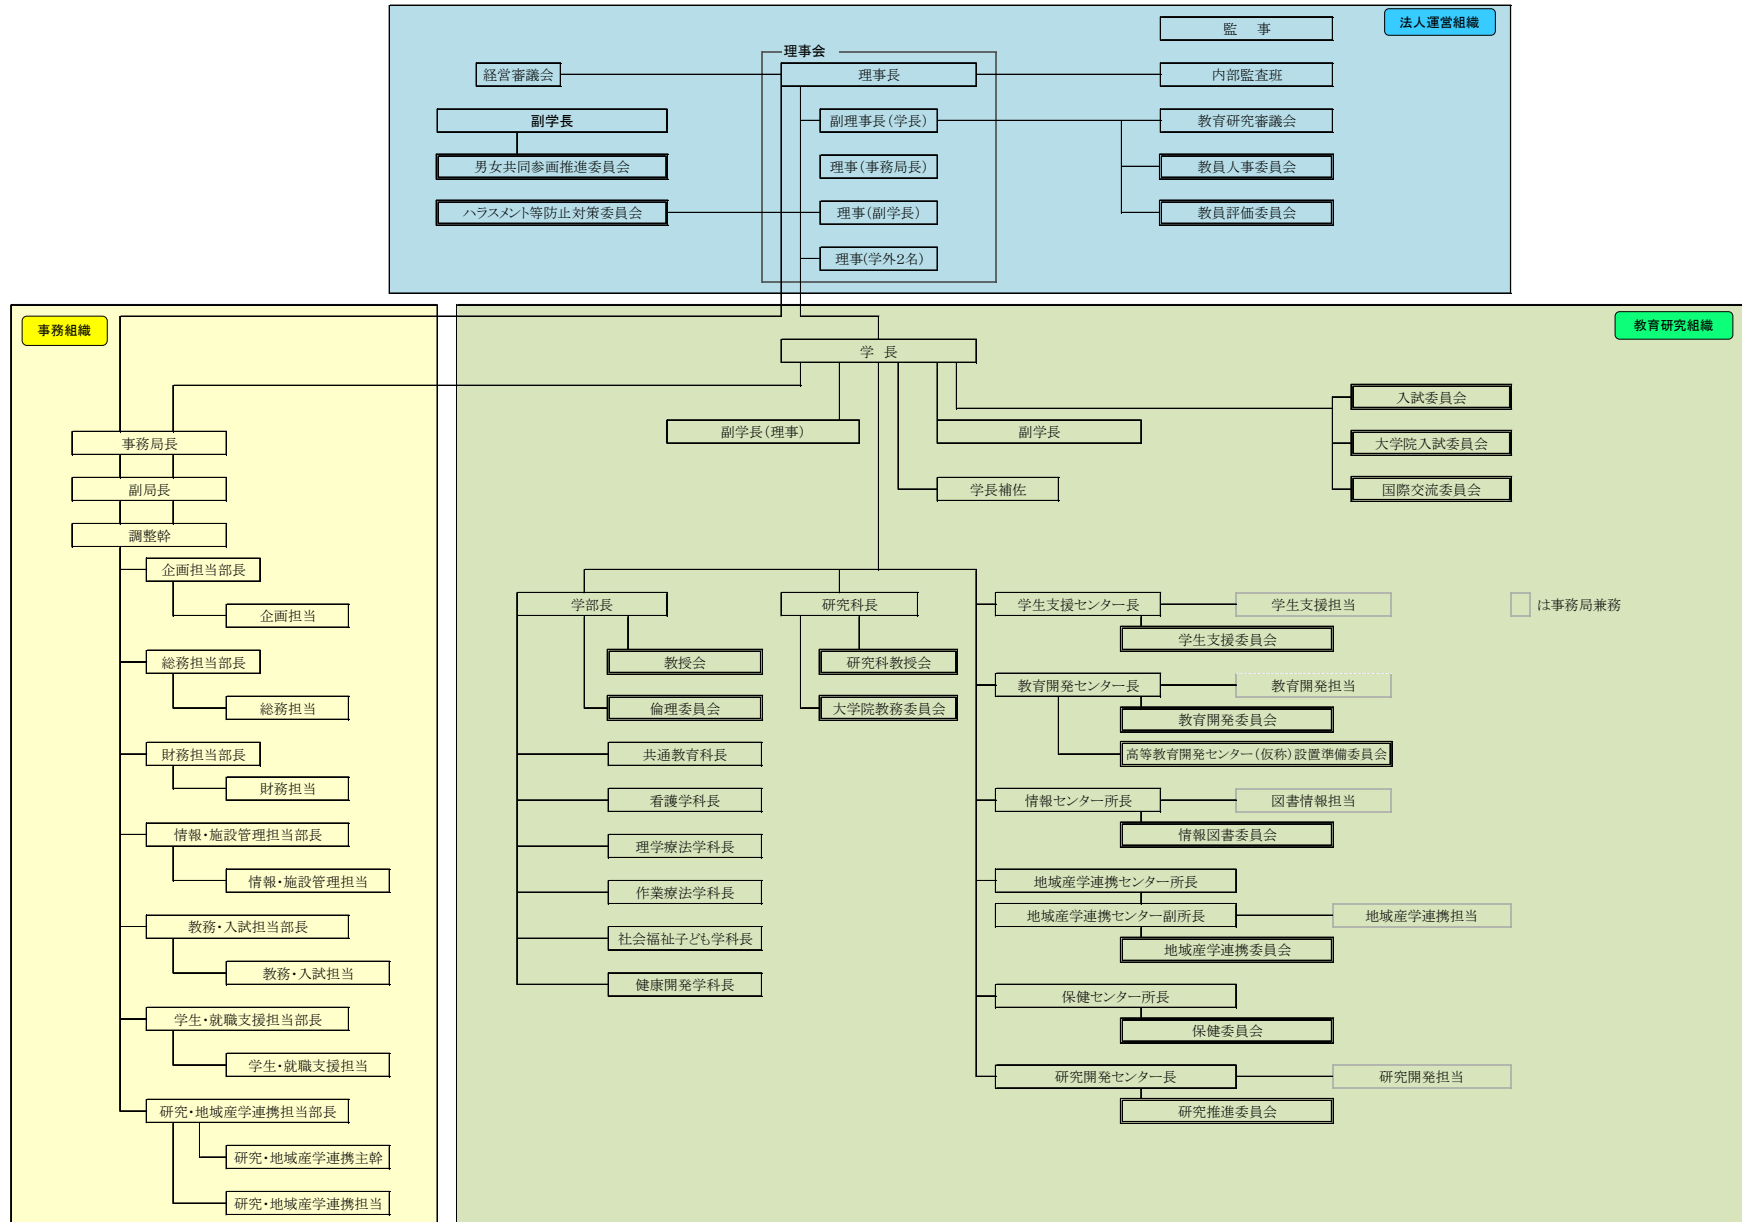 法人運営組織
監　事
理事会
経営審議会
理事長
内部監査班
副学長
副理事長(学長)
教育研究審議会
男女共同参画推進委員会
理事(事務局長)
教員人事委員会
ハラスメント等防止対策委員会
理事(副学長)
教員評価委員会
理事(学外2名)
事務組織
事務局長
副局長
調整幹
企画担当部長
企画担当
総務担当部長
総務担当
財務担当部長
財務担当
情報・施設管理担当部長
情報・施設管理担当
教務・入試担当部長
教務・入試担当
学生・就職支援担当部長
学生・就職支援担当
研究・地域産学連携担当部長
研究・地域産学連携主幹
研究・地域産学連携担当
教育研究組織
学 長
入試委員会
副学長(理事)
副学長
大学院入試委員会
学長補佐
国際交流委員会
学部長
教授会
倫理委員会
共通教育科長
看護学科長
理学療法学科長
作業療法学科長
社会福祉子ども学科長
健康開発学科長
研究科長
研究科教授会
大学院教務委員会
学生支援センター長
学生支援担当
は事務局兼務
学生支援委員会
教育開発センター長
教育開発担当
教育開発委員会
高等教育開発センター(仮称)設置準備委員会
情報センター所長
図書情報担当
情報図書委員会
地域産学連携センター所長
地域産学連携センター副所長
地域産学連携担当
地域産学連携委員会
保健センター所長
保健委員会
研究開発センター長
研究開発担当
研究推進委員会